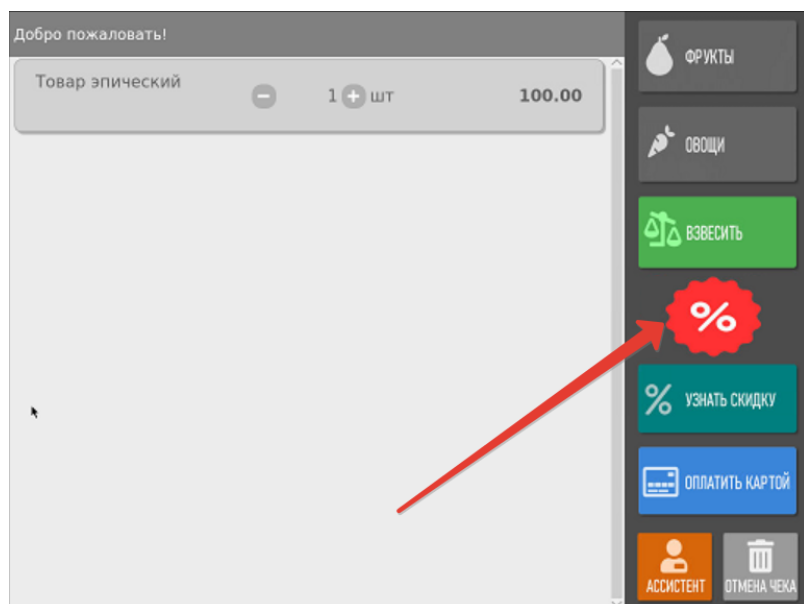 Добро пожаловать!
Товар эпический
1 шт
100.00
ФРУКТЫ
ОВОЩИ
ВЗВЕСИТЬ
%
% УЗНАТЬ СКИДКУ
ОПЛАТИТЬ КАРТОЙ
АССИСТЕНТ
ОТМЕНА ЧЕКА